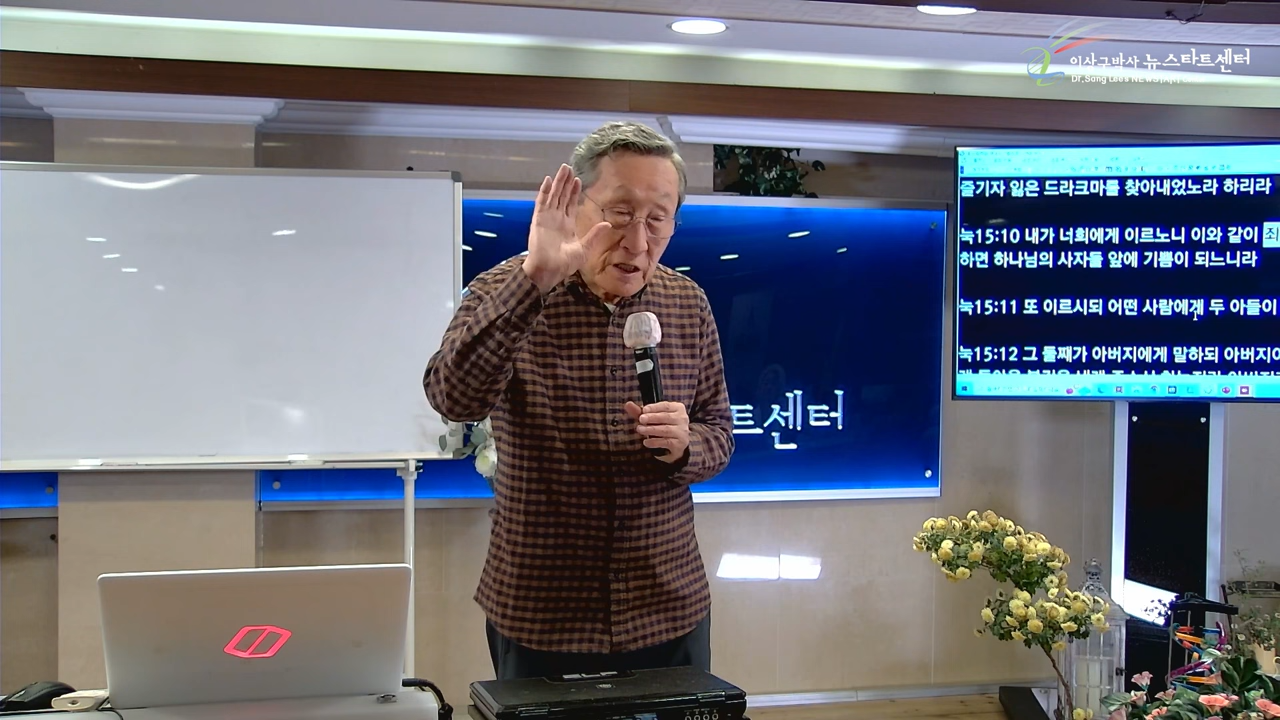 이상구박사 뉴스타트센터
즐기자 잃은 드라크마를 찾아내었노라 하리라
눅15:10 내가 너희에게 이르노니 이와 같이 죄
하면 하나님의 사자들 앞에 기쁨이 되느니라
눅15:11 또 이르시되 어떤 사람에게 두 아들이
눅15:12 그 둘째가 아버지에게 말하되 아버지
트센터